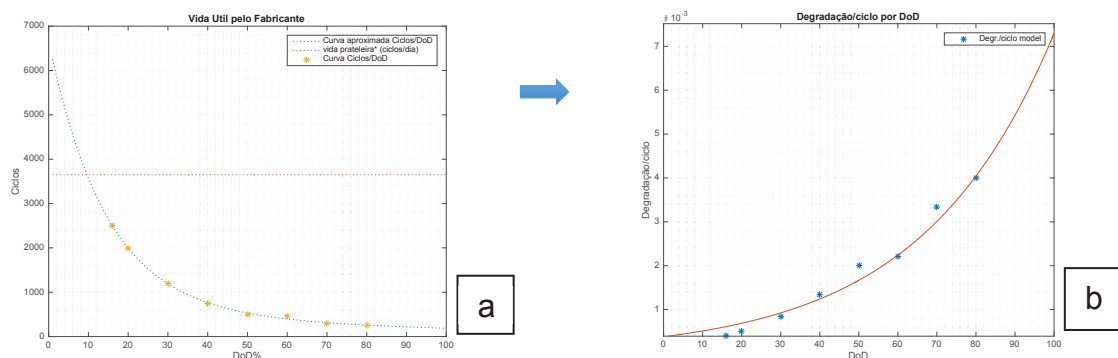 Vida Util pelo Fabricante
7000
6000
5000
4000
3000
2000
1000
0
Ciclos
Curva aproximada Ciclos/DoD
vida prateleira* (ciclos/dia)
Curva Ciclos/DoD
0 10 20 30 40 50 60 70 80 90 100
DoD%
a
Degradação/ciclo por DoD
# 10-3
7
6
5
4
3
2
1
Degradação/ciclo
Degr./ciclo model
0 10 20 30 40 50 60 70 80 90 100
DoD
b